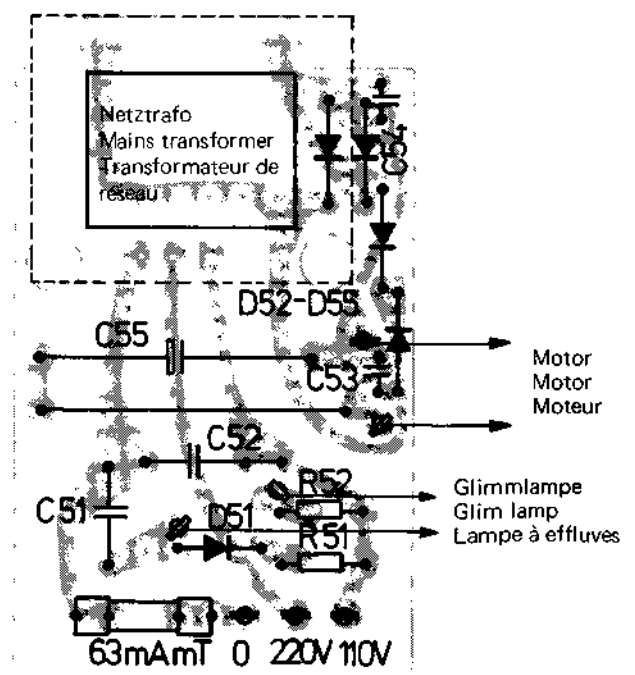 Netztrafo
Mains transformer
Transformateur de
réseau
C54
D52-D55
C55
C53
Motor
Motor
Moteur
C52
R52
Glimmlampe
Glim lamp
Lampe à effluves
C51
D51
R51
63mAmT 0 220V 110V